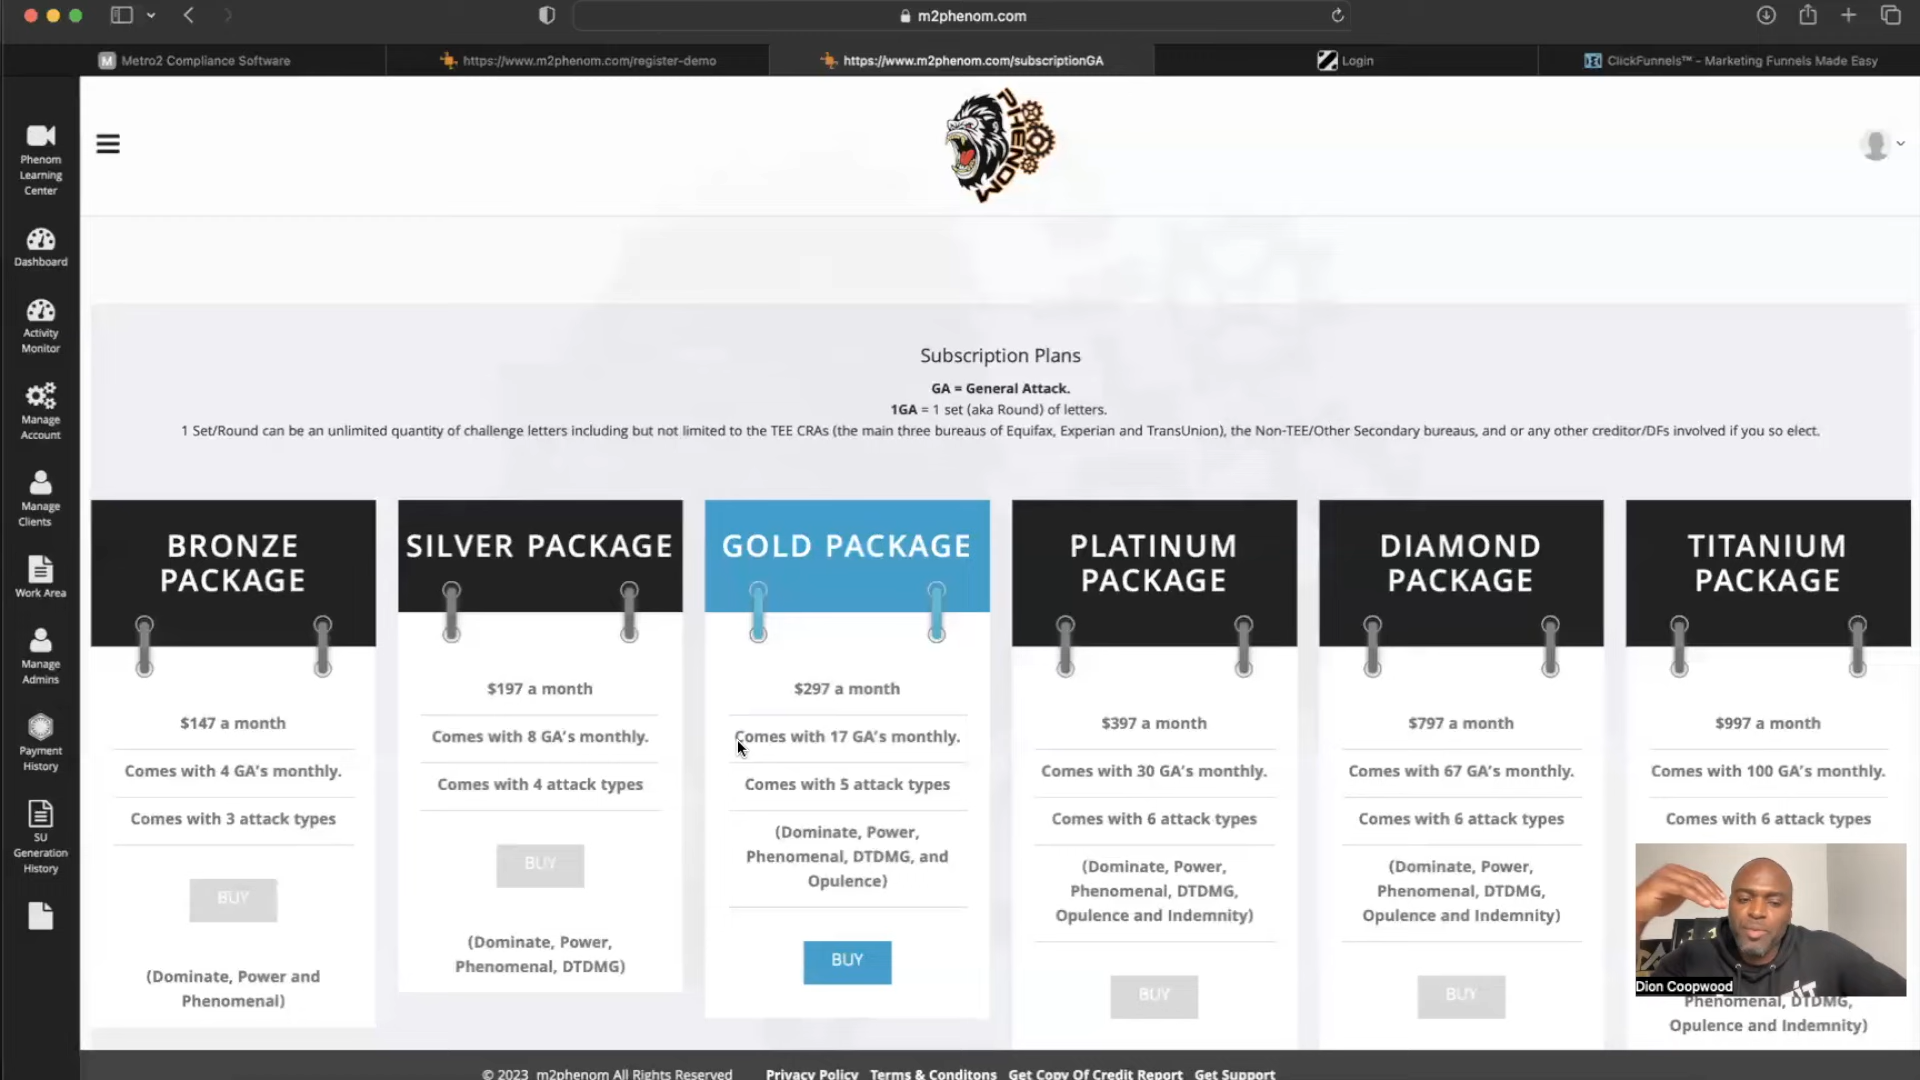 m2phenom.com
Metro2 Compliance Software
https://www.m2phenom.com/register-demo
https://www.m2phenom.com/subscriptionGA
Login
ClickFunnels™ - Marketing Funnels Made Easy
Phenom
Learning
Center
Dashboard
Activity
Monitor
Manage
Account
Manage
Clients
Work Area
Manage
Admins
Payment
History
SU
Generation
History
PHENOM
Subscription Plans
GA = General Attack.
1GA = 1 set (aka Round) of letters.
1 Set/Round can be an unlimited quantity of challenge letters including but not limited to the TEE CRAs (the main three bureaus of Equifax, Experian and TransUnion), the Non-TEE/Other Secondary bureaus, and or any other creditor/DFs involved if you so elect.
BRONZE
PACKAGE
$147 a month
Comes with 4 GA's monthly.
Comes with 3 attack types
BUY
(Dominate, Power and
Phenomenal)
SILVER PACKAGE
$197 a month
Comes with 8 GA's monthly.
Comes with 4 attack types
BUY
(Dominate, Power,
Phenomenal, DTDMG)
GOLD PACKAGE
$297 a month
Comes with 17 GA's monthly.
Comes with 5 attack types
(Dominate, Power,
Phenomenal, DTDMG, and
Opulence)
BUY
PLATINUM
PACKAGE
$397 a month
Comes with 30 GA's monthly.
Comes with 6 attack types
(Dominate, Power,
Phenomenal, DTDMG,
Opulence and Indemnity)
BUY
DIAMOND
PACKAGE
$797 a month
Comes with 67 GA's monthly.
Comes with 6 attack types
(Dominate, Power,
Phenomenal, DTDMG,
Opulence and Indemnity)
BUY
TITANIUM
PACKAGE
$997 a month
Comes with 100 GA's monthly.
Comes with 6 attack types
Dion Coopwood
Phenomenal, DTDMG,
Opulence and Indemnity)
© 2023 m2phenom All Rights Reserved
Privacy Policy Terms & Conditons Get Copy Of Credit Report Get Support